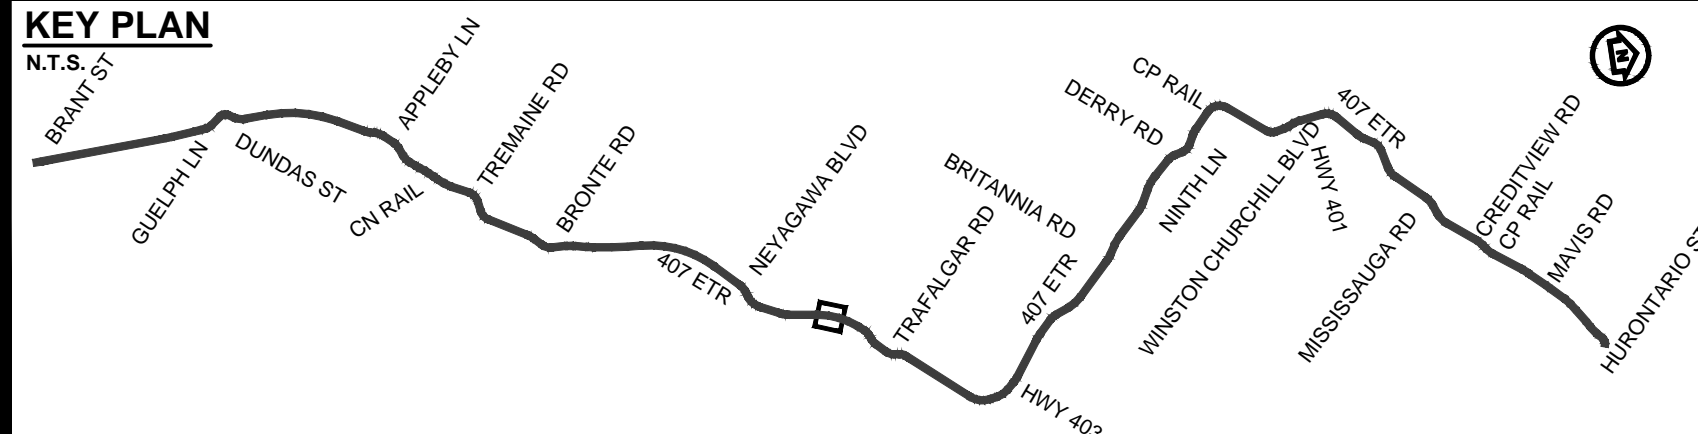 KEY PLAN
N.T.S.
BRANT ST
GUELPH LN
DUNDAS ST
CN RAIL
APPLEBY LN
TREMAINE RD
BRONTE RD
407 ETR
NEYAGAWA BLVD
TRAFALGAR RD
HWY 403
407 ETR
BRITANNIA RD
DERRY RD
CP RAIL
NINTH LN
WINSTON CHURCHILL BLVD
HWY 401
407 ETR
MISSISSAUGA RD
CREDITVIEW RD
CP RAIL
MAVIS RD
HURONTARIO ST
N